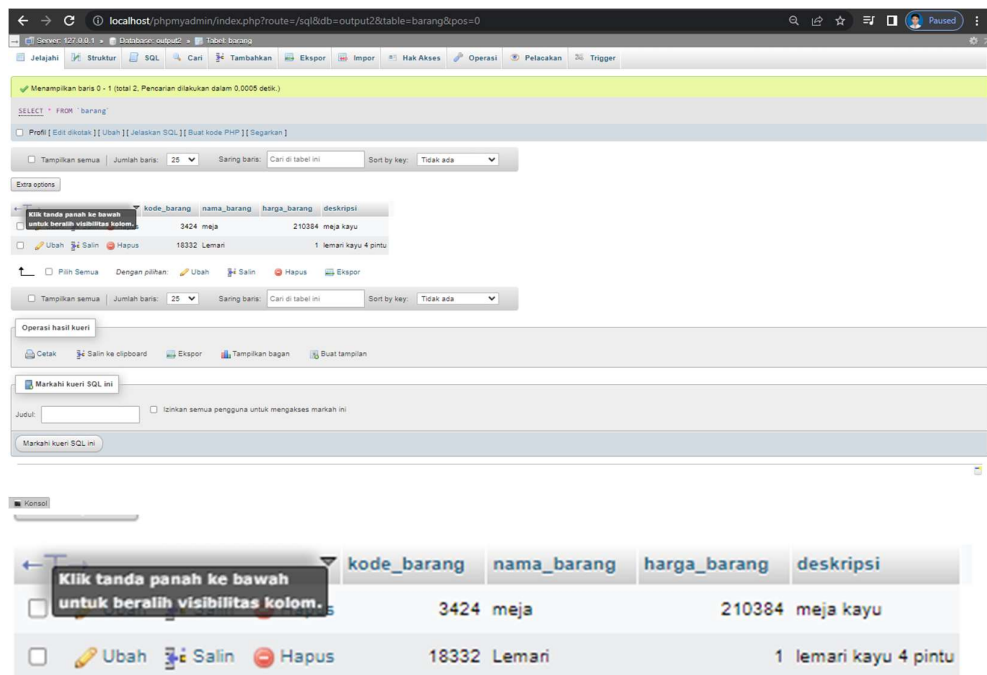 localhost/phpmyadmin/index.php?route=/sql&db=output2&table=barang&pos=0 Paused
Server: 127.0.0.1 » Database: output2 » Tabel: barang
Jelajahi Struktur SQL Cari Tambahkan Ekspor Impor Hak Akses Operasi Pelacakan Trigger
Menampilkan baris 0 - 1 (total 2, Pencarian dilakukan dalam 0,0005 detik.)
SELECT * FROM `barang`
Profil [ Edit dikotak ] [ Ubah ] [ Jelaskan SQL ] [ Buat kode PHP ] [ Segarkan ]
Tampilkan semua | Jumlah baris: 25 Saring baris: Cari di tabel ini Sort by key: Tidak ada
Extra options
kode_barang nama_barang harga_barang deskripsi
Klik tanda panah ke bawah
untuk beralih visibilitas kolom.
3424 meja 210384 meja kayu
Ubah Salin Hapus 18332 Lemari 1 lemari kayu 4 pintu
Pilih Semua Dengan pilihan: Ubah Salin Hapus Ekspor
Tampilkan semua | Jumlah baris: 25 Saring baris: Cari di tabel ini Sort by key: Tidak ada
Operasi hasil kueri
Cetak Salin ke clipboard Ekspor Tampilkan bagan Buat tampilan
Markahi kueri SQL ini
Judul: Izinkan semua pengguna untuk mengakses markah ini
Markahi kueri SQL ini
Konsol
kode_barang nama_barang harga_barang deskripsi
Klik tanda panah ke bawah
untuk beralih visibilitas kolom.
3424 meja 210384 meja kayu
Ubah Salin Hapus 18332 Lemari 1 lemari kayu 4 pintu